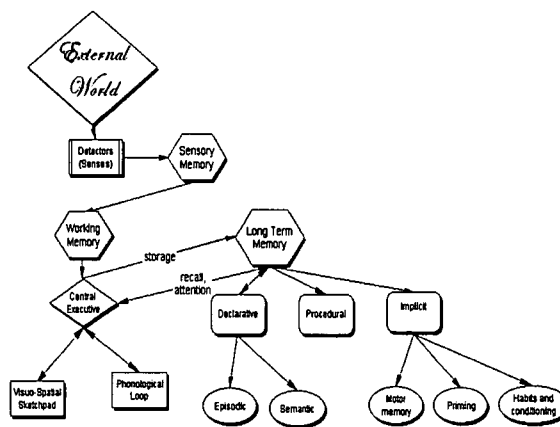 External
World
Detectors
(Senses)
Sensory
Memory
Working
Memory
Long Term
Memory
storage
recall,
attention
Central
Executive
Declarative
Procedural
Implicit
Visuo-Spatial
Sketchpad
Phonological
Loop
Episodic
Semantic
Motor
memory
Priming
Habits and
conditioning